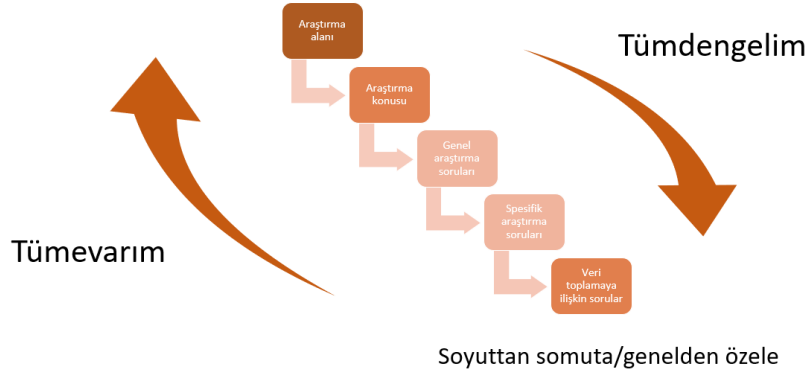 Araştırma
alanı
Tümdengelim
Araştırma
konusu
Genel
araştırma
soruları
Spesifik
araştırma
soruları
Tümevarım
Veri
toplamaya
ilişkin sorular
Soyuttan somuta/genelden özele